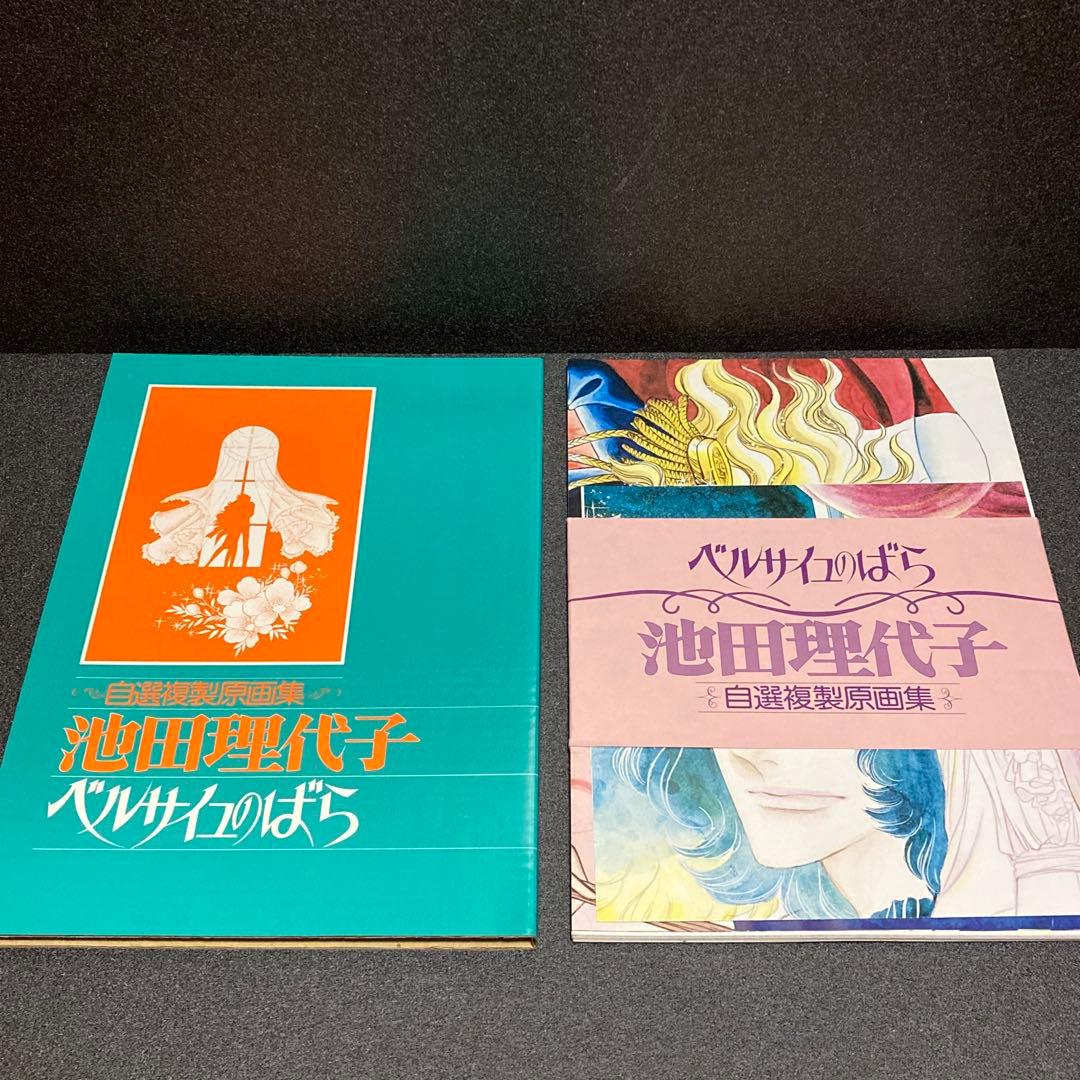 自選複製原画集
池田理代子
ベルサイユのばら
ベルサイユのばら
池田理代子
自選複製原画集